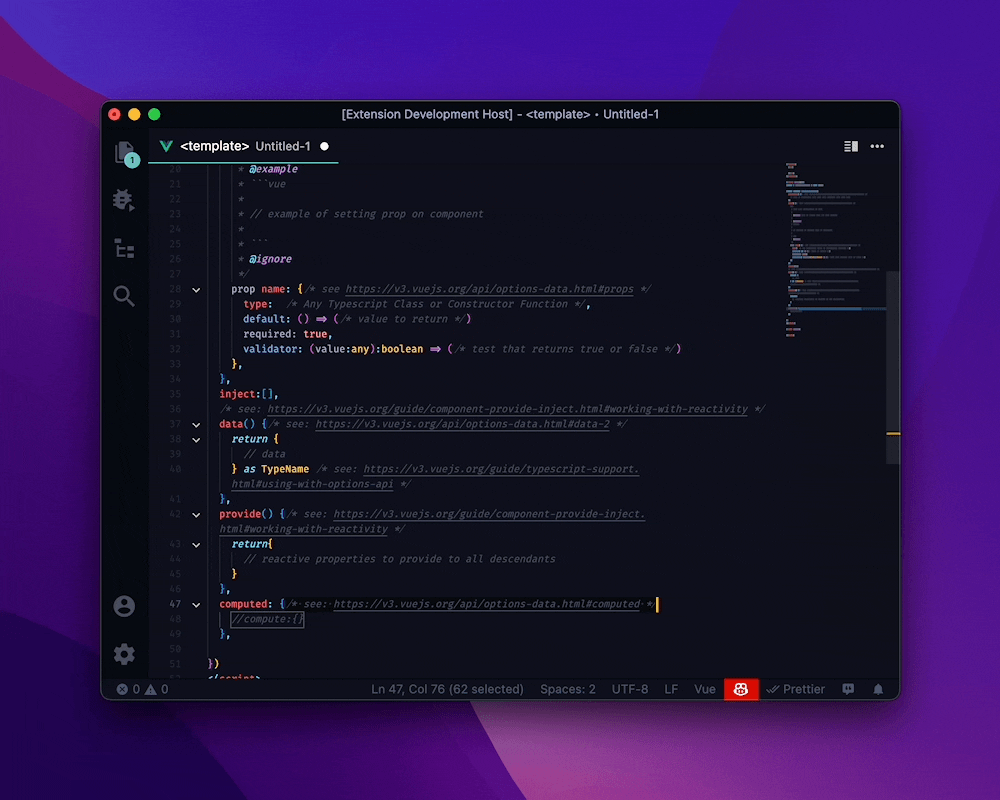 [Extension Development Host] – <template> • Untitled-1
<template> Untitled-1
1
20 * @example
21 * ```vue
22 *
23 * // example of setting prop on component
24 *
25 * ```
26 * @ignore
27 */
28 prop name: {/* see https://v3.vuejs.org/api/options-data.html#props */
29 type: /* Any Typescript Class or Constructor Function */,
30 default: () => (/* value to return */)
31 required: true,
32 validator: (value:any):boolean => (/* test that returns true or false */)
33 },
34 },
35 inject:[],
36 /* see: https://v3.vuejs.org/guide/component-provide-inject.html#working-with-reactivity */
37 data() {/* see: https://v3.vuejs.org/api/options-data.html#data-2 */
38 return {
39 // data
40 } as TypeName /* see: https://v3.vuejs.org/guide/typescript-support.
html#using-with-options-api */
41 },
42 provide() {/* see: https://v3.vuejs.org/guide/component-provide-inject.
html#working-with-reactivity */
43 return{
44 // reactive properties to provide to all descendants
45 }
46 },
47 computed: {/* see: https://v3.vuejs.org/api/options-data.html#computed */
48 //compute:{}
49 },
50
51 })
</script>
0 0 Ln 47, Col 76 (62 selected) Spaces: 2 UTF-8 LF Vue Prettier